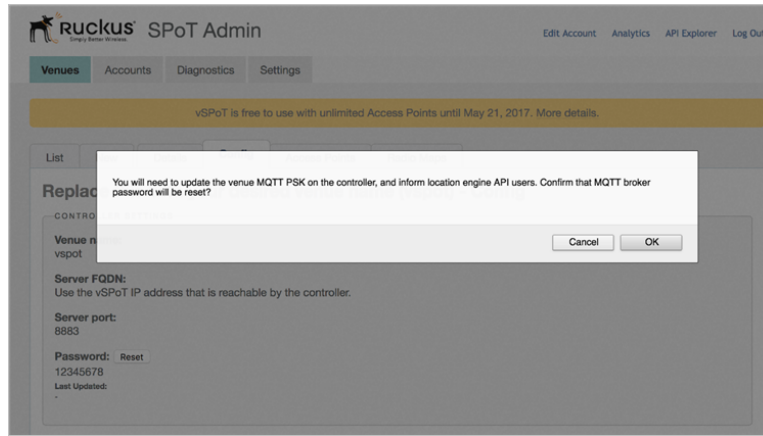 Ruckus SPoT Admin
Simply Better Wireless.
Edit Account Analytics API Explorer Log Out
Venues Accounts Diagnostics Settings
vSPoT is free to use with unlimited Access Points until May 21, 2017. More details.
List
You will need to update the venue MQTT PSK on the controller, and inform location engine API users. Confirm that MQTT broker
password will be reset?
Cancel OK
Replac
CONTRO
Venue n
vspot
Server FQDN:
Use the vSPoT IP address that is reachable by the controller.
Server port:
8883
Password: Reset
12345678
Last Updated:
-